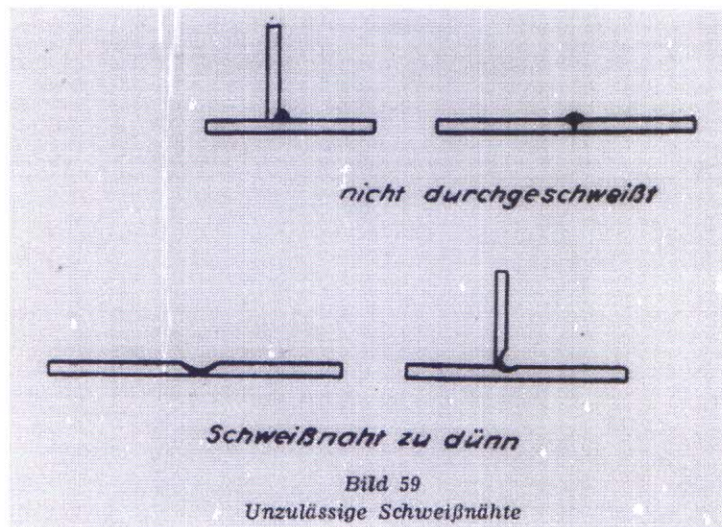 nicht durchgeschweißt
Schweißnaht zu dünn
Bild 59
Unzulässige Schweißnähte